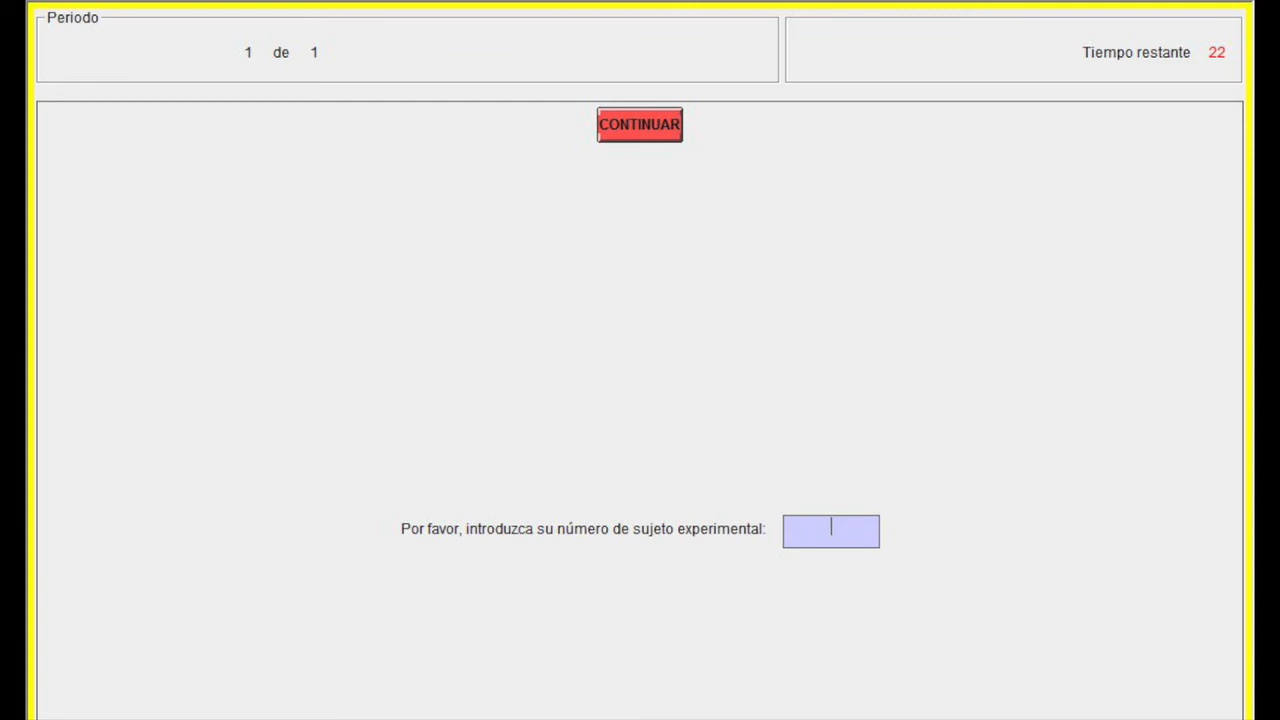 Periodo
1 de 1
Tiempo restante 22
CONTINUAR
Por favor, introduzca su número de sujeto experimental: